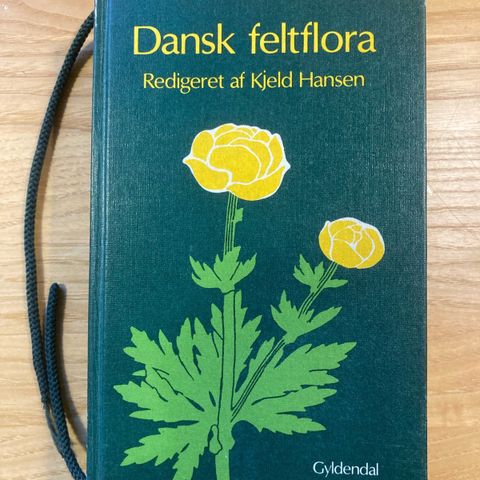 Dansk feltflora
Redigeret af Kjeld Hansen
Gyldendal